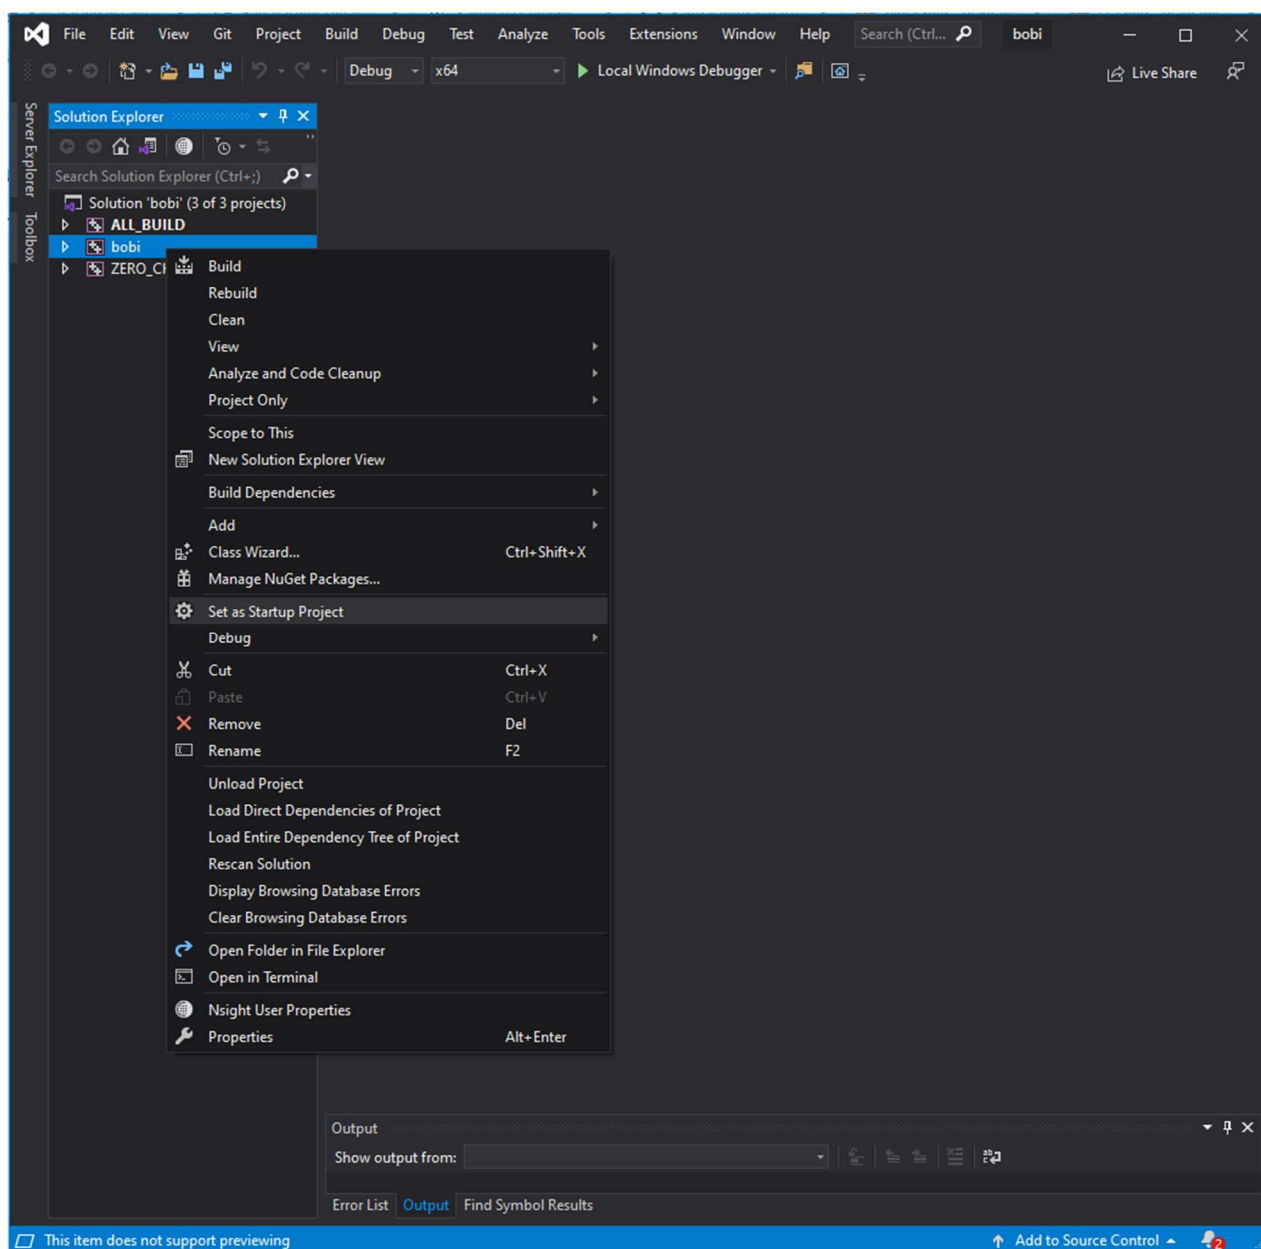 File Edit View Git Project Build Debug Test Analyze Tools Extensions Window Help Search (Ctrl... bobi
Debug x64 Local Windows Debugger Live Share
Server Explorer
Toolbox
Solution Explorer
Search Solution Explorer (Ctrl+;)
Solution 'bobi' (3 of 3 projects)
ALL_BUILD
bobi
ZERO_CH
Build
Rebuild
Clean
View
Analyze and Code Cleanup
Project Only
Scope to This
New Solution Explorer View
Build Dependencies
Add
Class Wizard... Ctrl+Shift+X
Manage NuGet Packages...
Set as Startup Project
Debug
Cut Ctrl+X
Paste Ctrl+V
Remove Del
Rename F2
Unload Project
Load Direct Dependencies of Project
Load Entire Dependency Tree of Project
Rescan Solution
Display Browsing Database Errors
Clear Browsing Database Errors
Open Folder in File Explorer
Open in Terminal
Nsight User Properties
Properties Alt+Enter
Output
Show output from:
Error List Output Find Symbol Results
This item does not support previewing Add to Source Control 2